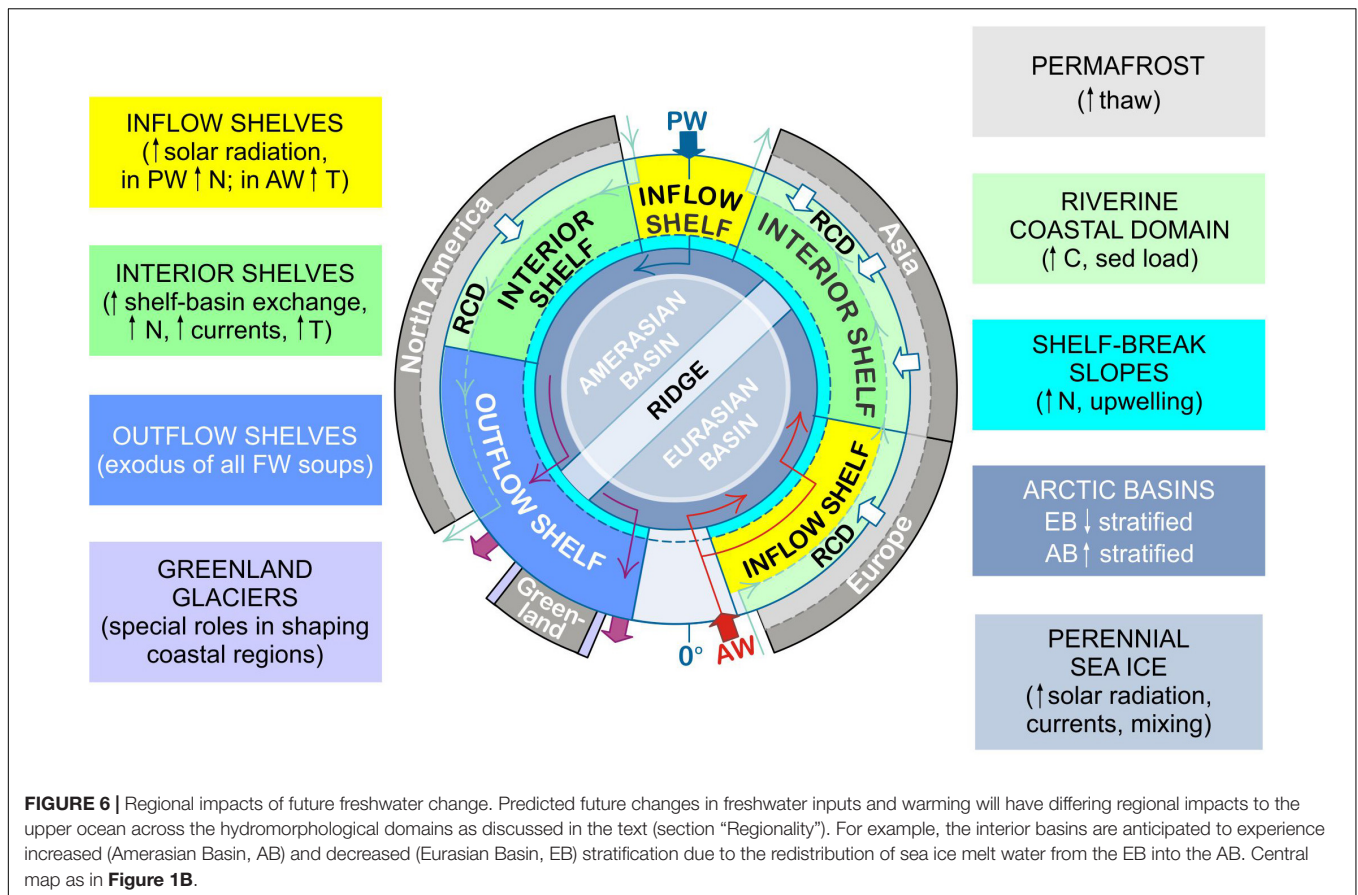 INFLOW SHELVES
(↑solar radiation,
in PW ↑ N; in AW ↑ T)
INTERIOR SHELVES
(↑ shelf-basin exchange,
↑ N, ↑ currents, ↑T)
OUTFLOW SHELVES
(exodus of all FW soups)
GREENLAND
GLACIERS
(special roles in shaping
coastal regions)
PW
INFLOW
SHELF
North America
RCD
INTERIOR
SHELF
OUTFLOW SHELF
Green-
land
AMERASIAN
BASIN
RIDGE
EURASIAN
BASIN
Asia
RCD
INTERIOR SHELF
INFLOW SHELF
RCD
Europe
0°
AW
PERMAFROST
(↑thaw)
RIVERINE
COASTAL DOMAIN
(↑ C, sed load)
SHELF-BREAK
SLOPES
(↑N, upwelling)
ARCTIC BASINS
EB ↓ stratified
AB ↑ stratified
PERENNIAL
SEA ICE
(↑solar radiation,
currents, mixing)
FIGURE 6 | Regional impacts of future freshwater change. Predicted future changes in freshwater inputs and warming will have differing regional impacts to the
upper ocean across the hydromorphological domains as discussed in the text (section “Regionality”). For example, the interior basins are anticipated to experience
increased (Amerasian Basin, AB) and decreased (Eurasian Basin, EB) stratification due to the redistribution of sea ice melt water from the EB into the AB. Central
map as in Figure 1B.